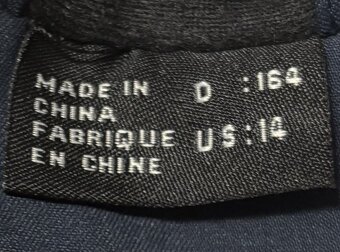 MADE IN
CHINA
FABRIQUE
EN CHINE
D :164
US:14